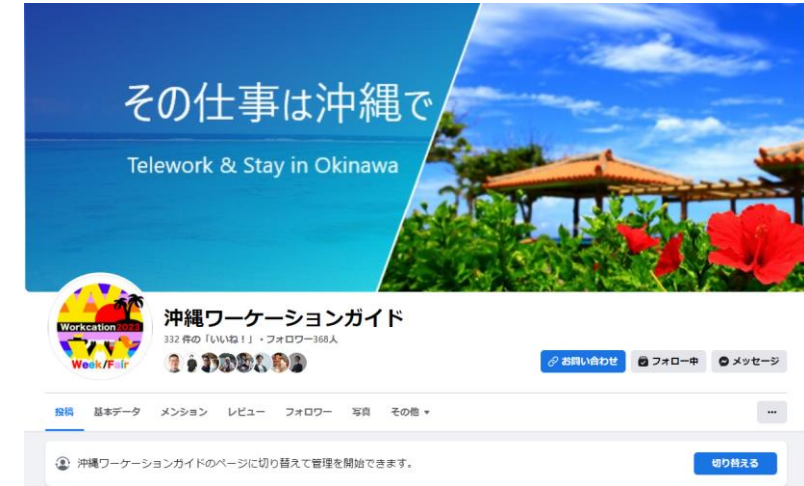 その仕事は沖縄で
Telework & Stay in Okinawa
Workcation2023
Week/Fair
沖縄ワーケーションガイド
332 件の「いいね！」・フォロワー368人
お問い合わせ
フォロー中
メッセージ
投稿 基本データ メンション レビュー フォロワー 写真 その他
沖縄ワーケーションガイドのページに切り替えて管理を開始できます。
切り替える